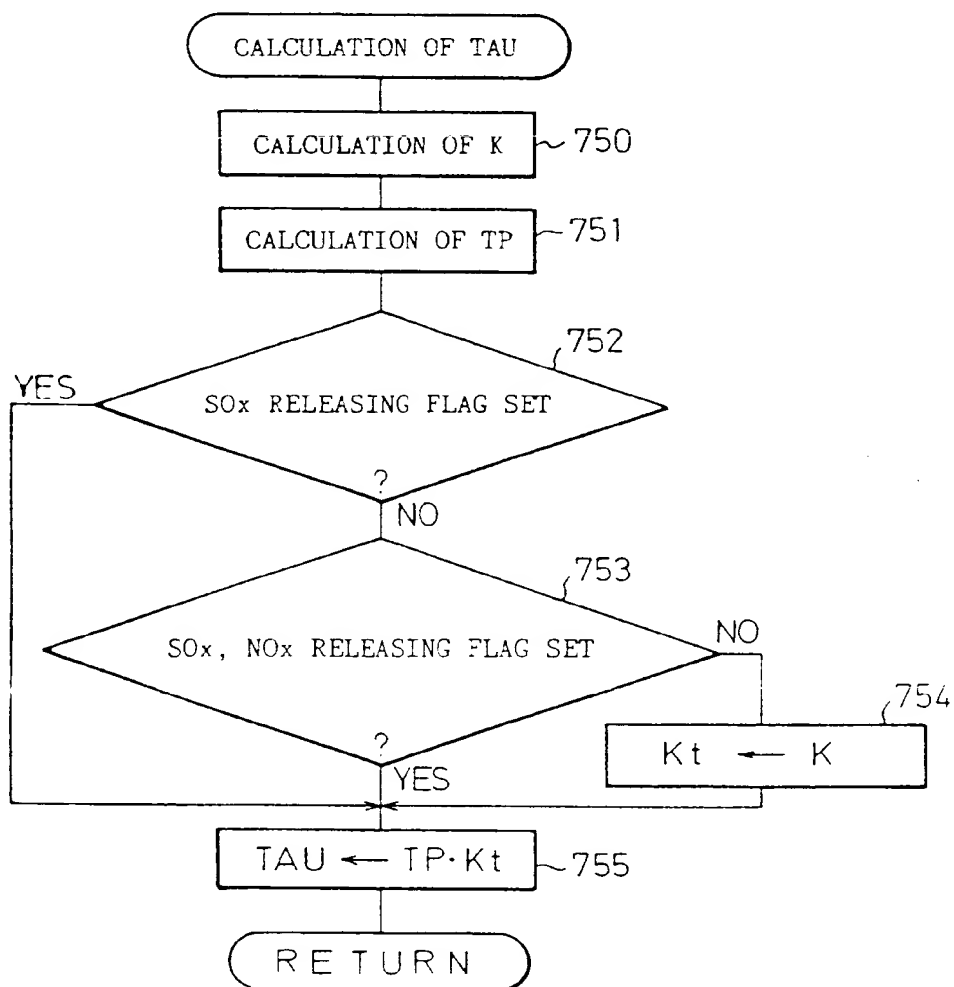 CALCULATION OF TAU
CALCULATION OF K
750
CALCULATION OF TP
751
752
YES
SOx RELEASING FLAG SET
?
NO
753
SOx, NOx RELEASING FLAG SET
NO
754
?
YES
Kt ← K
TAU ← TP·Kt
755
RETURN